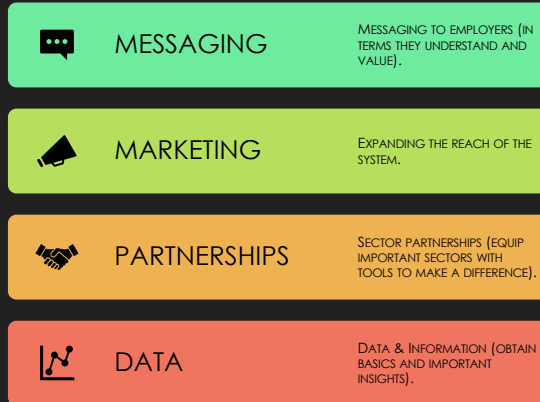 MESSAGING
MESSAGING TO EMPLOYERS (IN
TERMS THEY UNDERSTAND AND
VALUE).
MARKETING
EXPANDING THE REACH OF THE
SYSTEM.
PARTNERSHIPS
SECTOR PARTNERSHIPS (EQUIP
IMPORTANT SECTORS WITH
TOOLS TO MAKE A DIFFERENCE).
DATA
DATA & INFORMATION (OBTAIN
BASICS AND IMPORTANT
INSIGHTS).